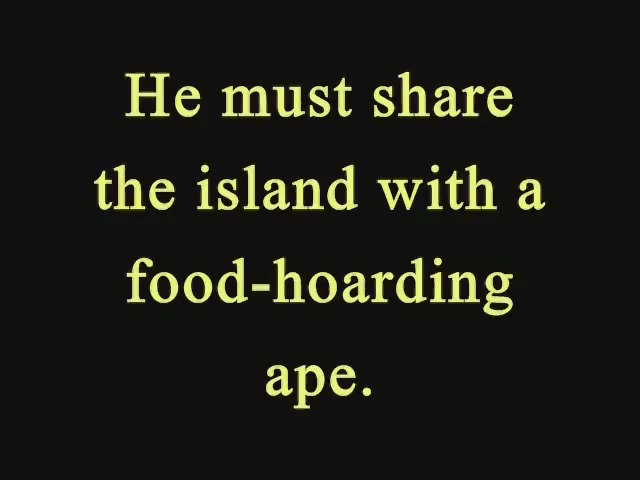 He must share
the island with a
food-hoarding
ape.